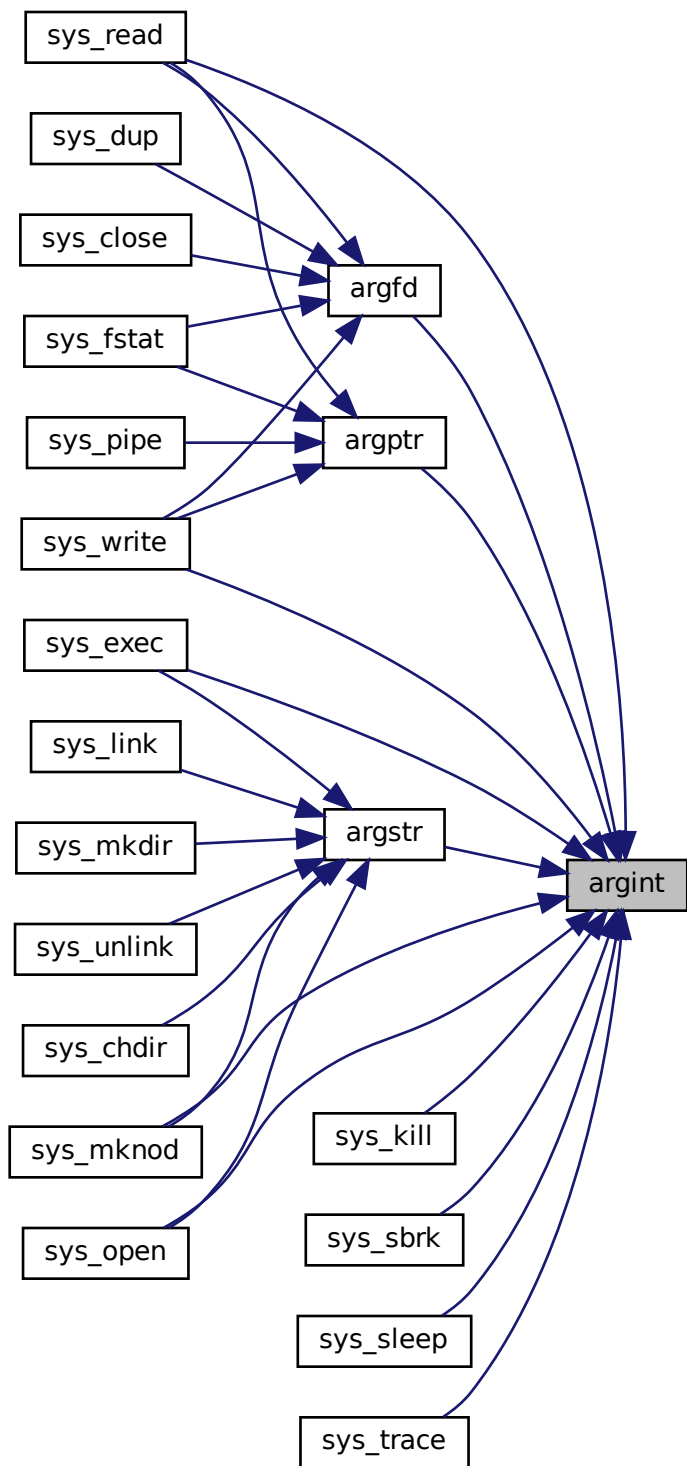 sys_read
sys_dup
sys_close
argfd
sys_fstat
argptr
sys_pipe
sys_write
sys_exec
sys_link
argstr
sys_mkdir
argint
sys_unlink
sys_chdir
sys_mknod
sys_kill
sys_open
sys_sbrk
sys_sleep
sys_trace